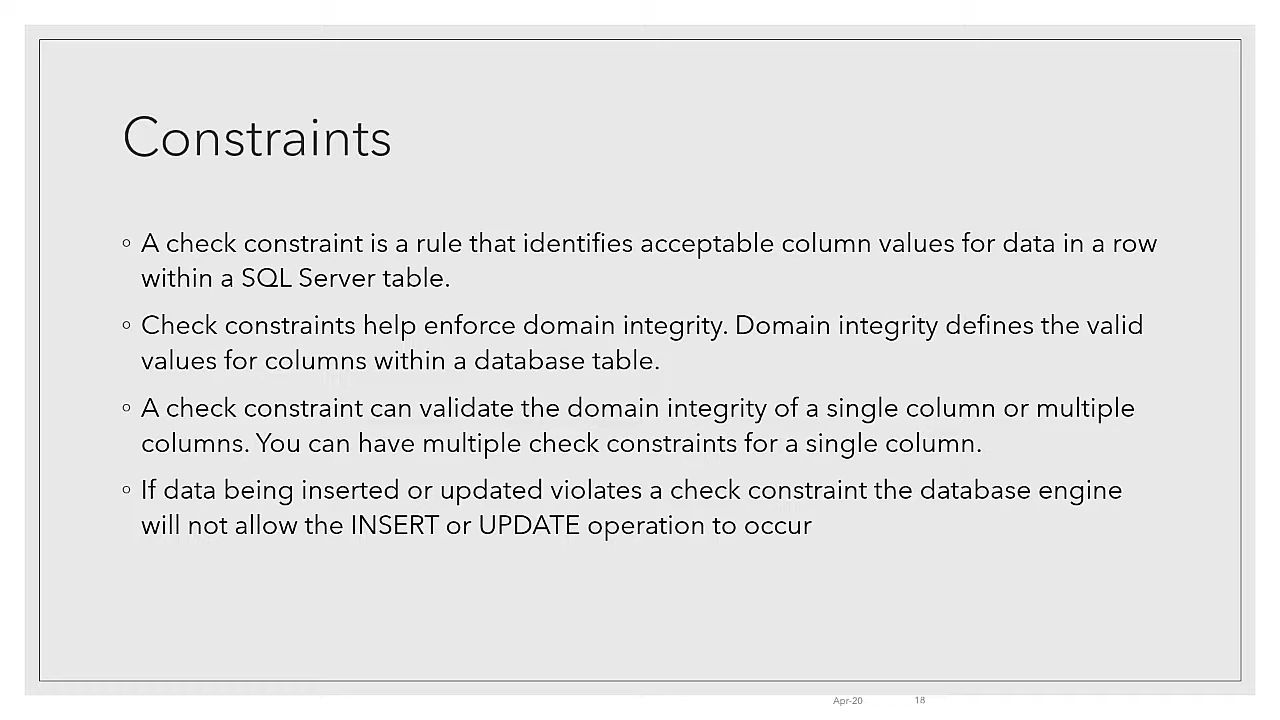 Constraints
◦ A check constraint is a rule that identifies acceptable column values for data in a row
within a SQL Server table.
◦ Check constraints help enforce domain integrity. Domain integrity defines the valid
values for columns within a database table.
◦ A check constraint can validate the domain integrity of a single column or multiple
columns. You can have multiple check constraints for a single column.
◦ If data being inserted or updated violates a check constraint the database engine
will not allow the INSERT or UPDATE operation to occur
Apr-20 18